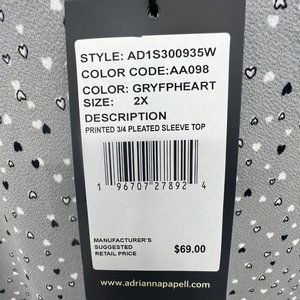 STYLE: AD1S300935W
COLOR CODE:AA098
COLOR: GRYFPHEART
SIZE: 2X
DESCRIPTION
PRINTED 3/4 PLEATED SLEEVE TOP
1 96707 27892 4
MANUFACTURER'S
SUGGESTED
RETAIL PRICE
$69.00
www.adriannapapell.com